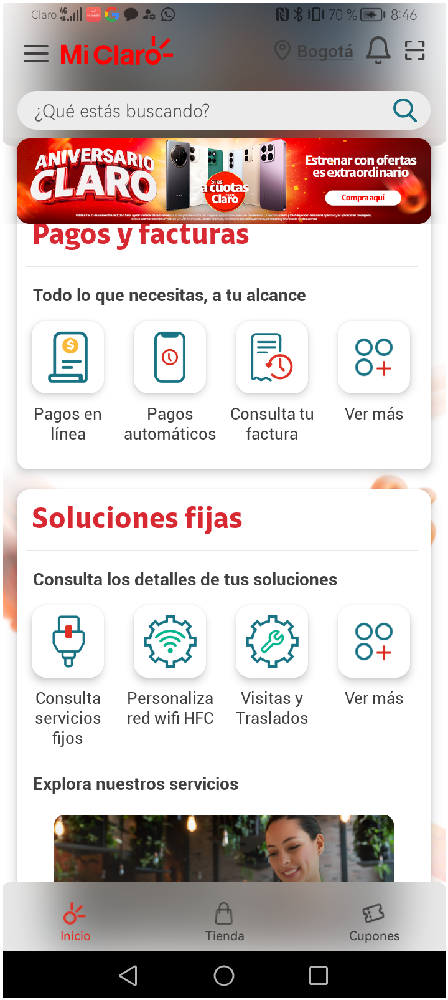 Claro 4G 70 % 8:46
Mi Claro
Bogotá
¿Qué estás buscando?
ANIVERSARIO
CLARO
Si es
a cuotas
es en
Claro
Estrenar con ofertas
es extraordinario
Compra aquí
Pagos y facturas
Todo lo que necesitas, a tu alcance
Pagos en
línea
Pagos
automáticos
Consulta tu
factura
Ver más
Soluciones fijas
Consulta los detalles de tus soluciones
Consulta
servicios
fijos
Personaliza
red wifi HFC
Visitas y
Traslados
Ver más
Explora nuestros servicios
Inicio
Tienda
Cupones